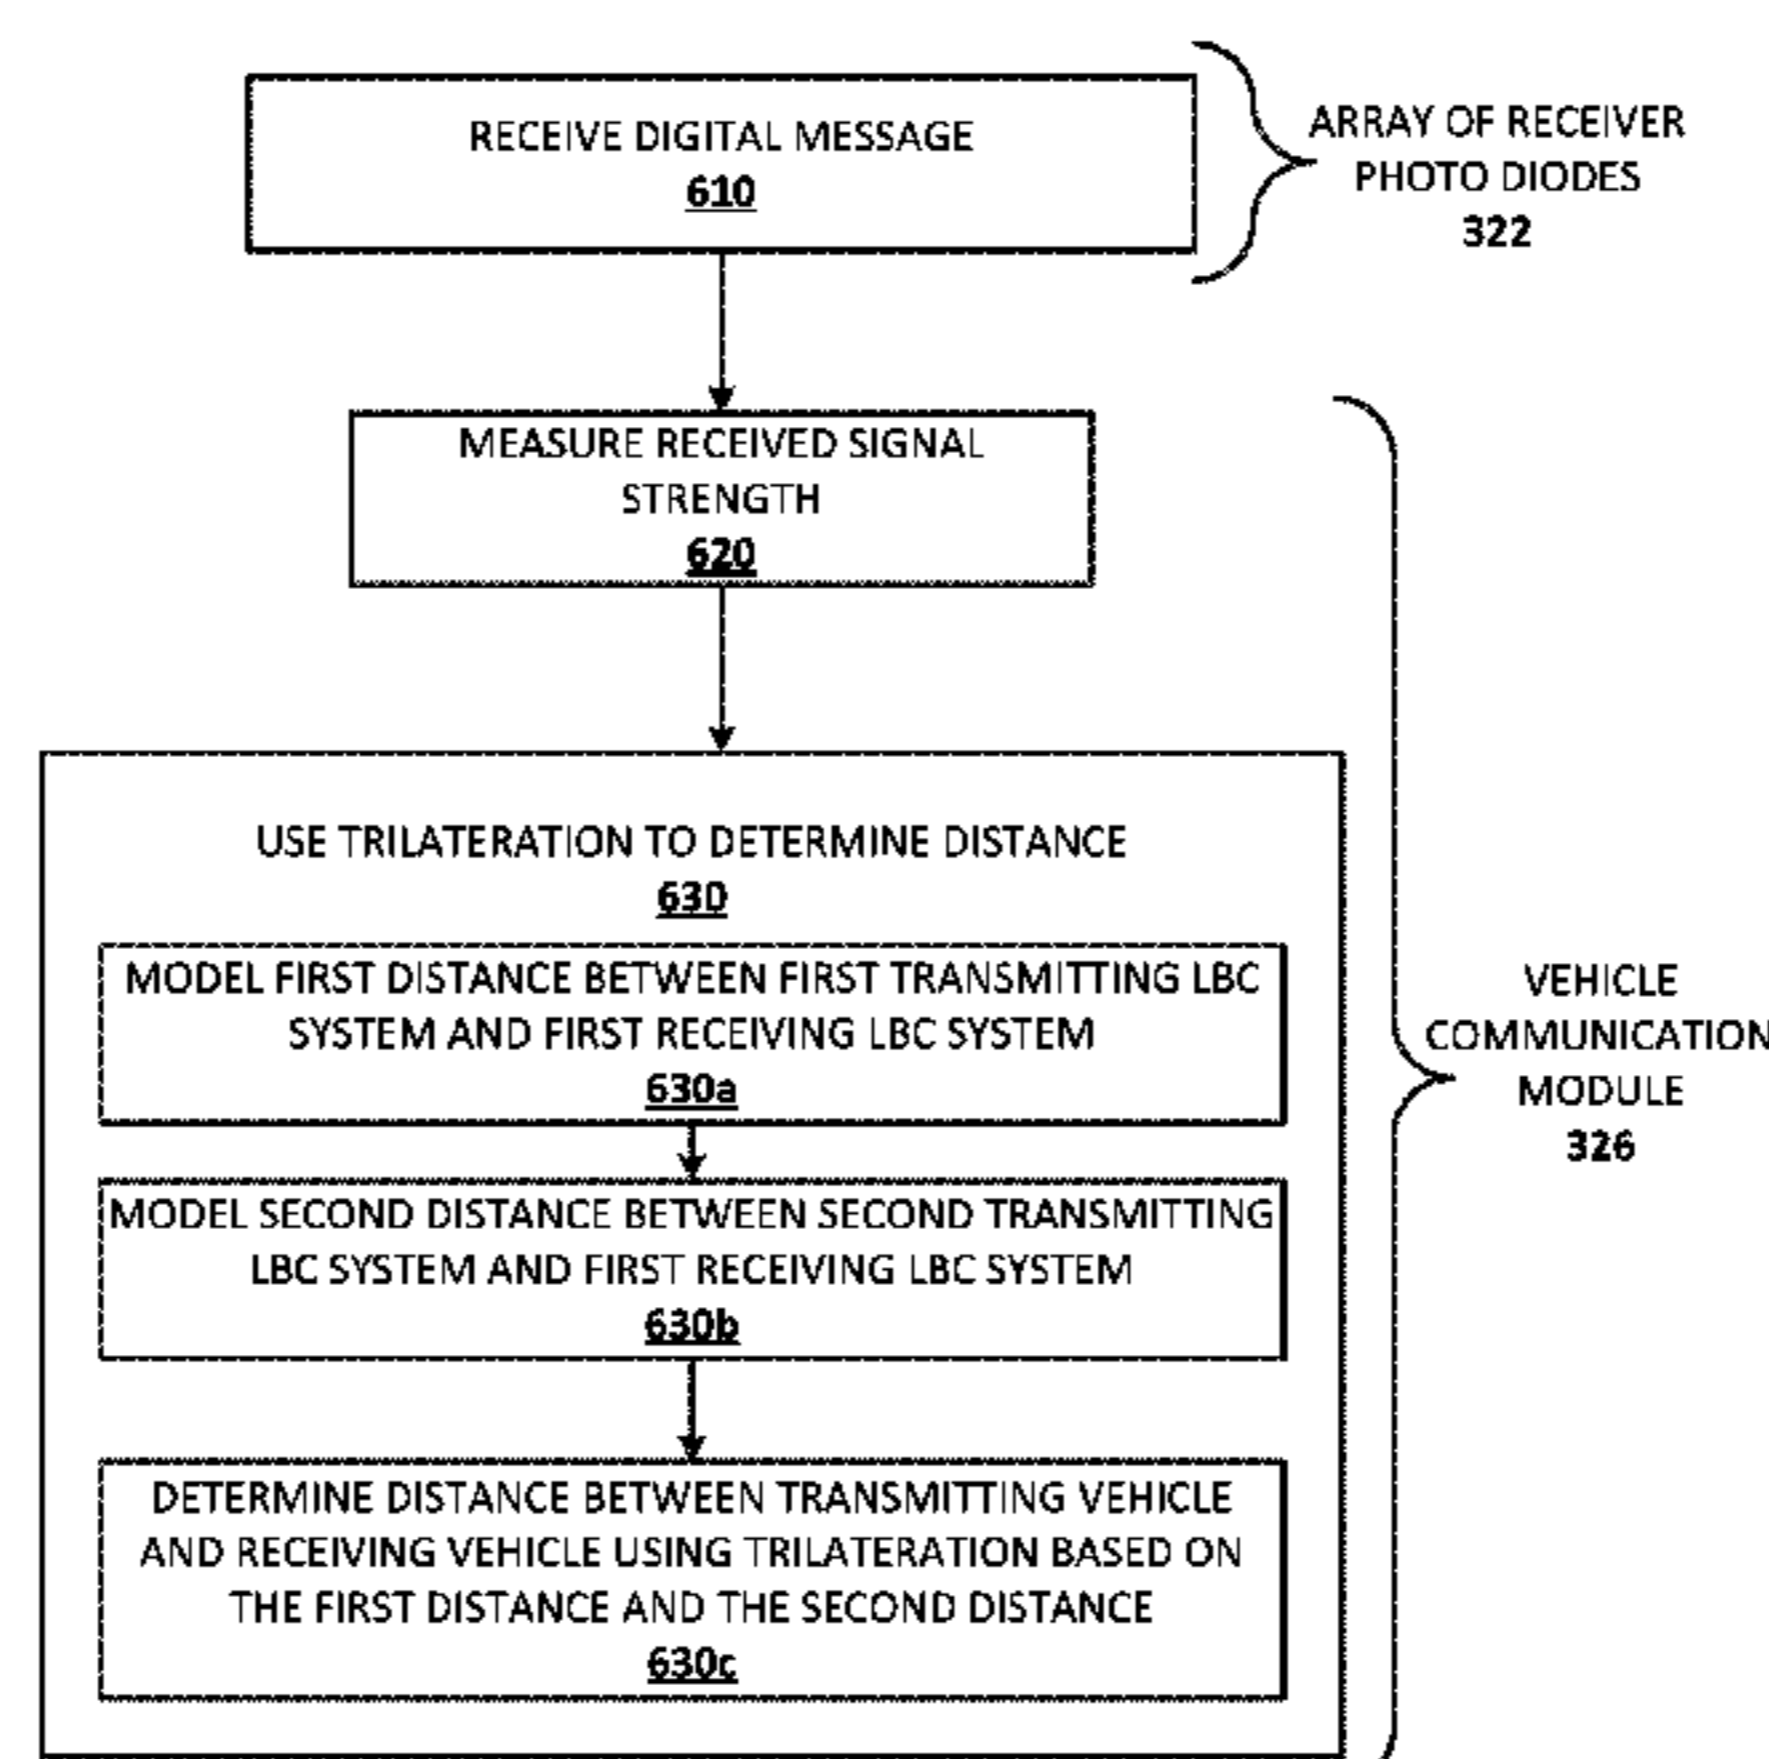 RECEIVE DIGITAL MESSAGE
610
ARRAY OF RECEIVER
PHOTO DIODES
322
MEASURE RECEIVED SIGNAL
STRENGTH
620
USE TRILATERATION TO DETERMINE DISTANCE
630
MODEL FIRST DISTANCE BETWEEN FIRST TRANSMITTING LBC
SYSTEM AND FIRST RECEIVING LBC SYSTEM
630a
MODEL SECOND DISTANCE BETWEEN SECOND TRANSMITTING
LBC SYSTEM AND FIRST RECEIVING LBC SYSTEM
630b
DETERMINE DISTANCE BETWEEN TRANSMITTING VEHICLE
AND RECEIVING VEHICLE USING TRILATERATION BASED ON
THE FIRST DISTANCE AND THE SECOND DISTANCE
630c
VEHICLE
COMMUNICATION
MODULE
326